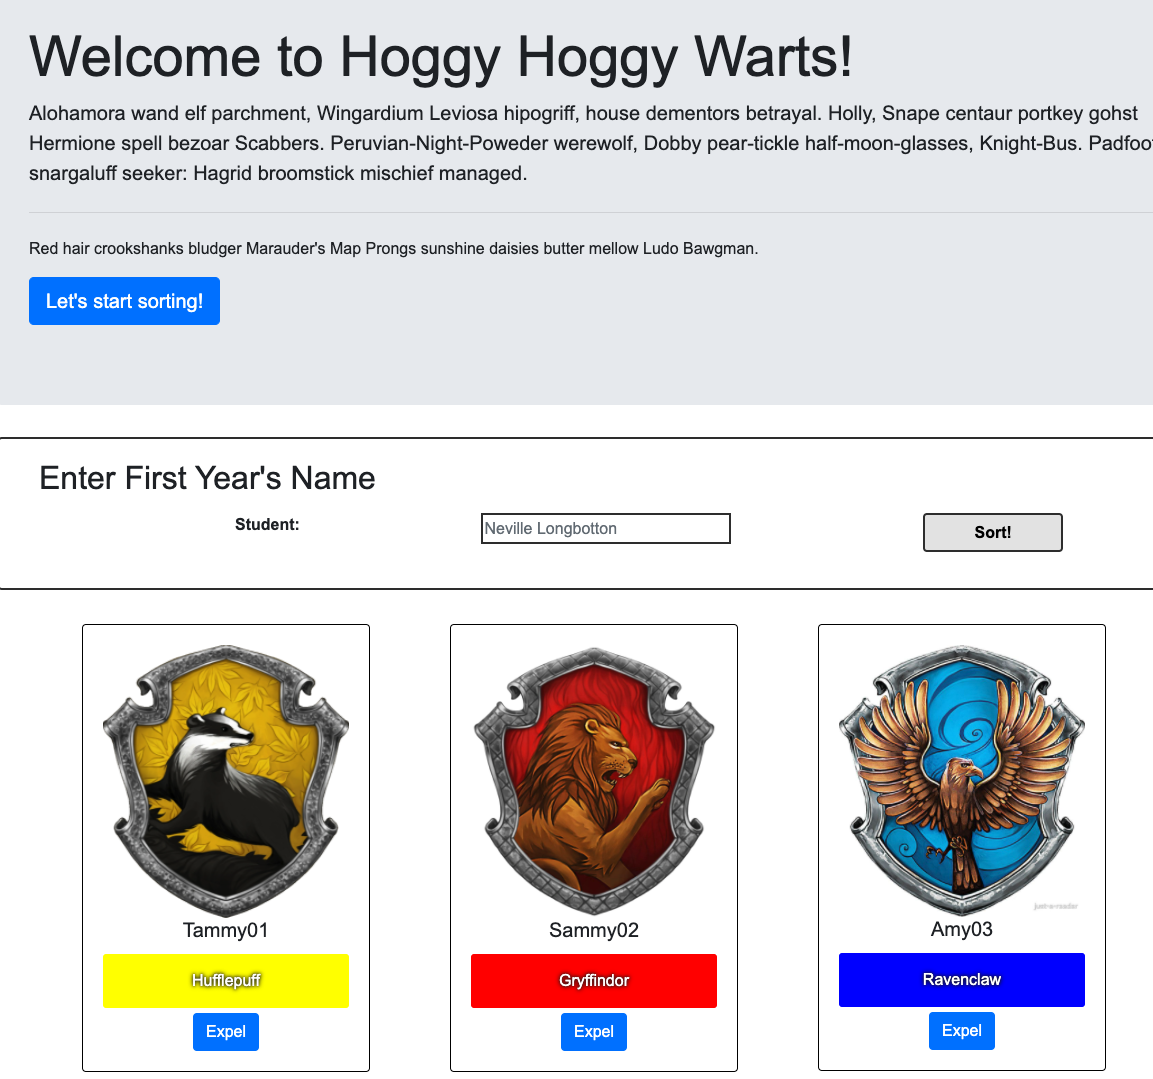 Welcome to Hoggy Hoggy Warts!
Alohamora wand elf parchment, Wingardium Leviosa hipogriff, house dementors betrayal. Holly, Snape centaur portkey gohst
Hermione spell bezoar Scabbers. Peruvian-Night-Poweder werewolf, Dobby pear-tickle half-moon-glasses, Knight-Bus. Padfoo
snargaluff seeker: Hagrid broomstick mischief managed.
Red hair crookshanks bludger Marauder's Map Prongs sunshine daisies butter mellow Ludo Bawgman.
Let's start sorting!
Enter First Year's Name
Student:
Neville Longbotton
Sort!
just-a-reader
Tammy01
Sammy02
Amy03
Hufflepuff
Gryffindor
Ravenclaw
Expel
Expel
Expel